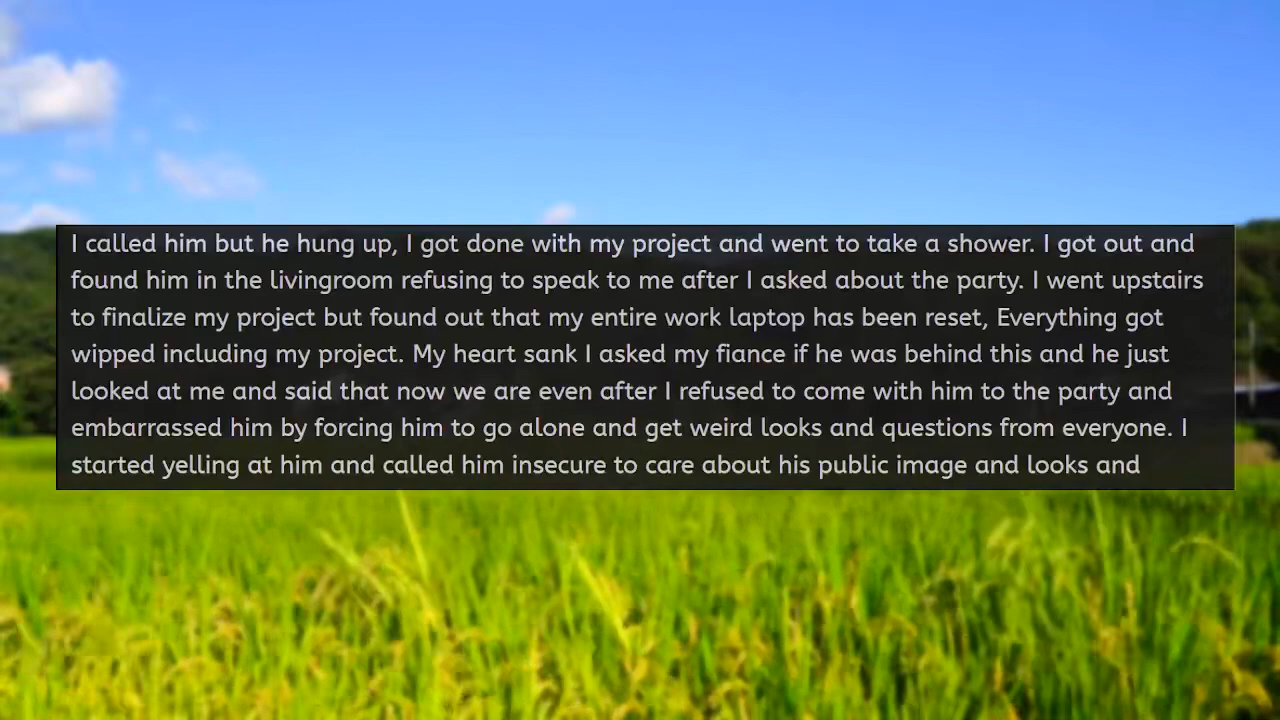 I called him but he hung up, I got done with my project and went to take a shower. I got out and
found him in the livingroom refusing to speak to me after I asked about the party. I went upstairs
to finalize my project but found out that my entire work laptop has been reset, Everything got
wipped including my project. My heart sank I asked my fiance if he was behind this and he just
looked at me and said that now we are even after I refused to come with him to the party and
embarrassed him by forcing him to go alone and get weird looks and questions from everyone. I
started yelling at him and called him insecure to care about his public image and looks and